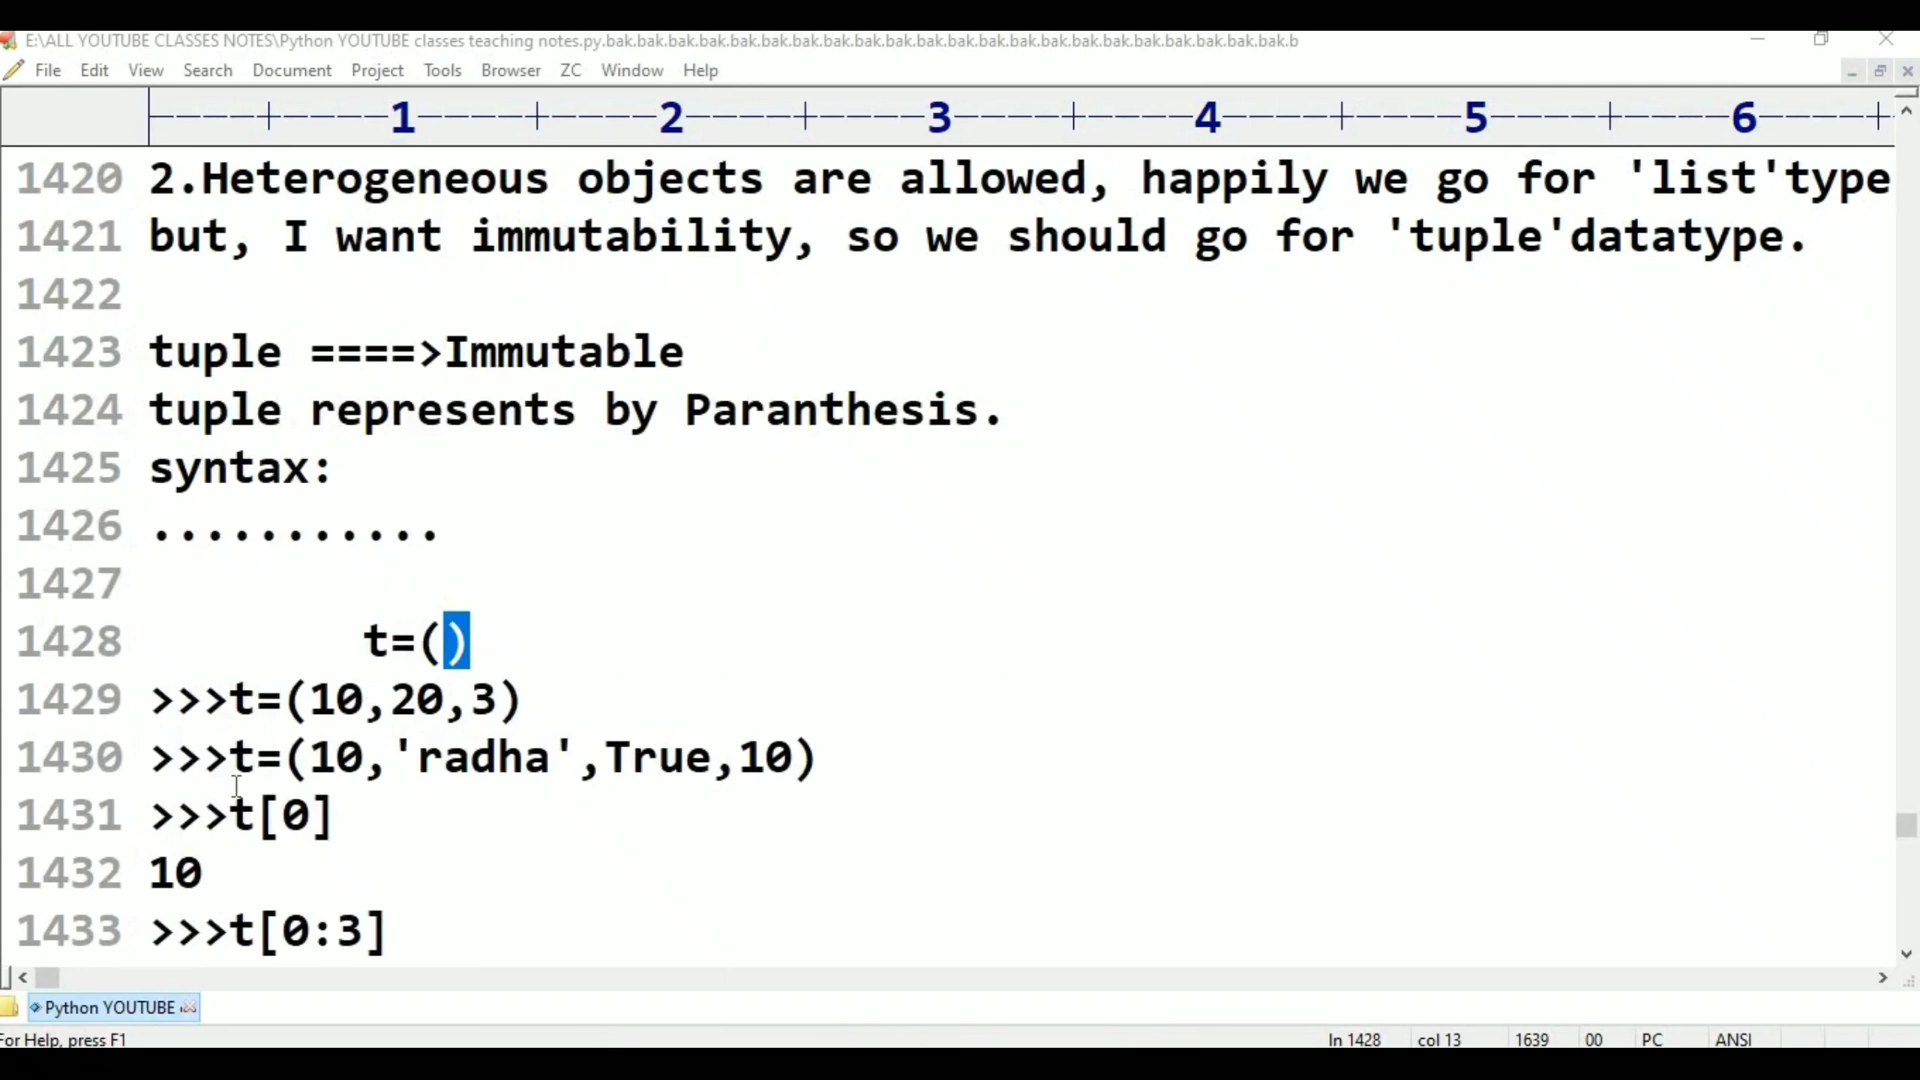 E:\ALL YOUTUBE CLASSES NOTES\Python YOUTUBE classes teaching notes.py.bak.bak.bak.bak.bak.bak.bak.bak.bak.bak.bak.bak.bak.bak.bak.bak.bak.bak.bak.bak.bak.bak.b
File Edit View Search Document Project Tools Browser ZC Window Help
1 2 3 4 5 6
1420 2.Heterogeneous objects are allowed, happily we go for 'list'type
1421 but, I want immutability, so we should go for 'tuple'datatype.
1422
1423 tuple ====>Immutable
1424 tuple represents by Paranthesis.
1425 syntax:
1426 ...........
1427
1428 t=()
1429 >>>t=(10,20,3)
1430 >>>t=(10,'radha',True,10)
1431 >>>t[0]
1432 10
1433 >>>t[0:3]
Python YOUTUBE
For Help, press F1 ln 1428 col 13 1639 00 PC ANSI